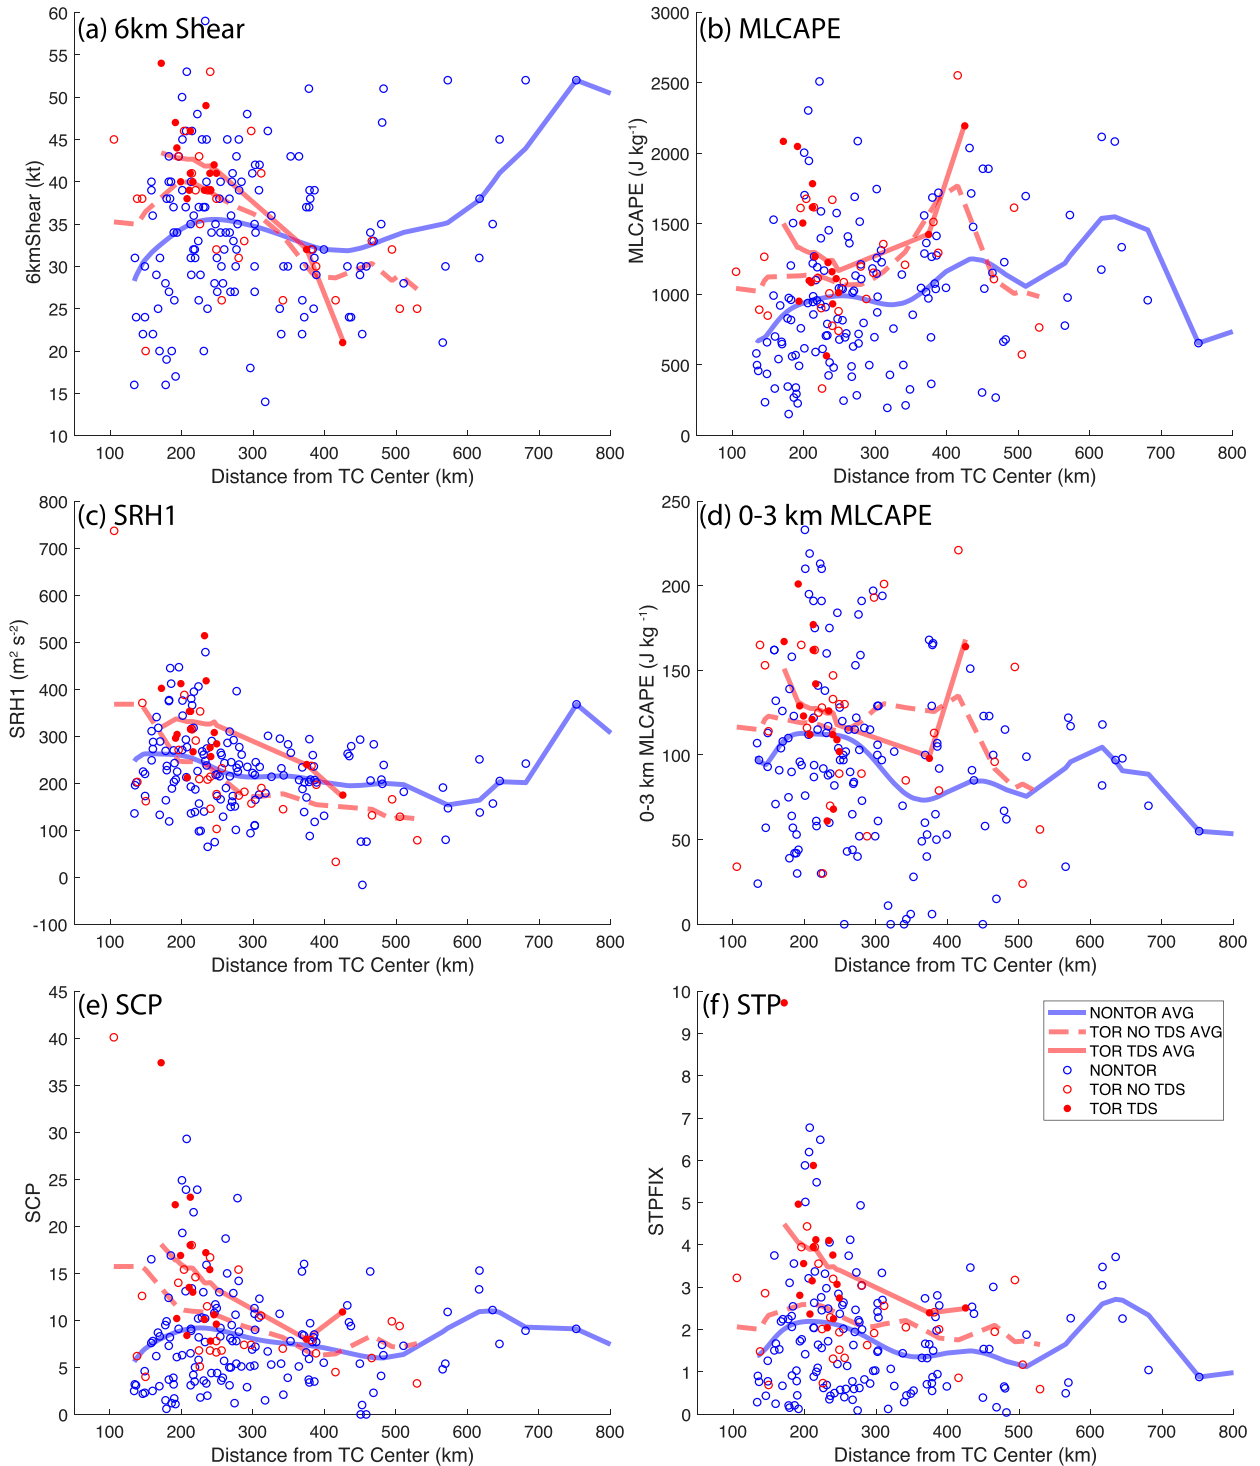 (a) 6km Shear
60
55
50
45
40
35
30
25
20
15
10
6kmShear (kt)
100 200 300 400 500 600 700 800
Distance from TC Center (km)
(b) MLCAPE
3000
2500
2000
1500
1000
500
0
MLCAPE (J kg-1)
100 200 300 400 500 600 700 800
Distance from TC Center (km)
(c) SRH1
800
700
600
500
400
300
200
100
0
-100
SRH1 (m2 s-2)
100 200 300 400 500 600 700 800
Distance from TC Center (km)
(d) 0-3 km MLCAPE
250
200
150
100
50
0
0-3 km MLCAPE (J kg -1)
100 200 300 400 500 600 700 800
Distance from TC Center (km)
(e) SCP
45
40
35
30
25
20
15
10
5
0
SCP
100 200 300 400 500 600 700 800
Distance from TC Center (km)
(f) STP
10
9
8
7
6
5
4
3
2
1
0
STPFIX
100 200 300 400 500 600 700 800
Distance from TC Center (km)
NONTOR AVG
TOR NO TDS AVG
TOR TDS AVG
NONTOR
TOR NO TDS
TOR TDS